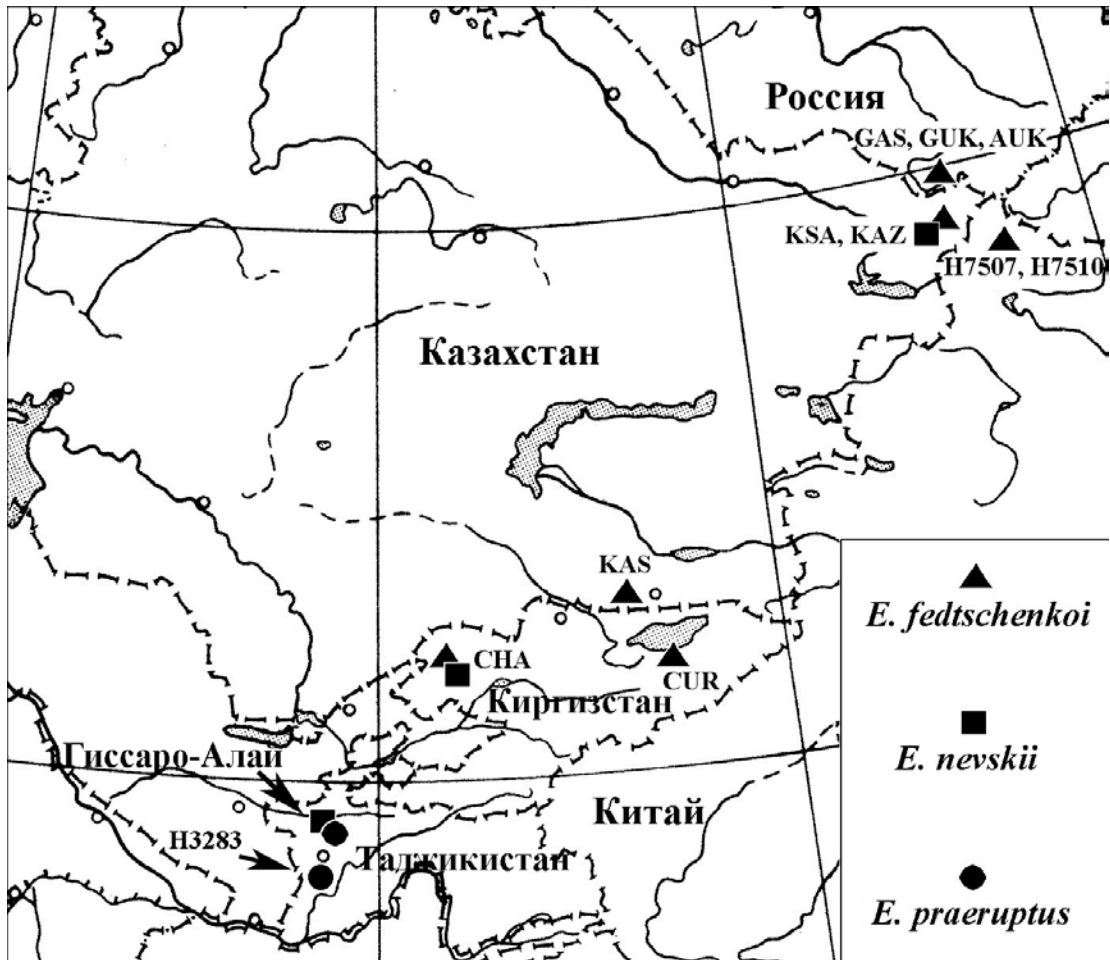 Россия
GAS, GUK, AUK
KSA, KAZ
H7507, H7510
Казахстан
KAS
CHA
CUR
Киргизстан
Гиссаро-Алай
Китай
H3283
Таджикистан
E. fedtschenkoi
E. nevskii
E. praeruptus